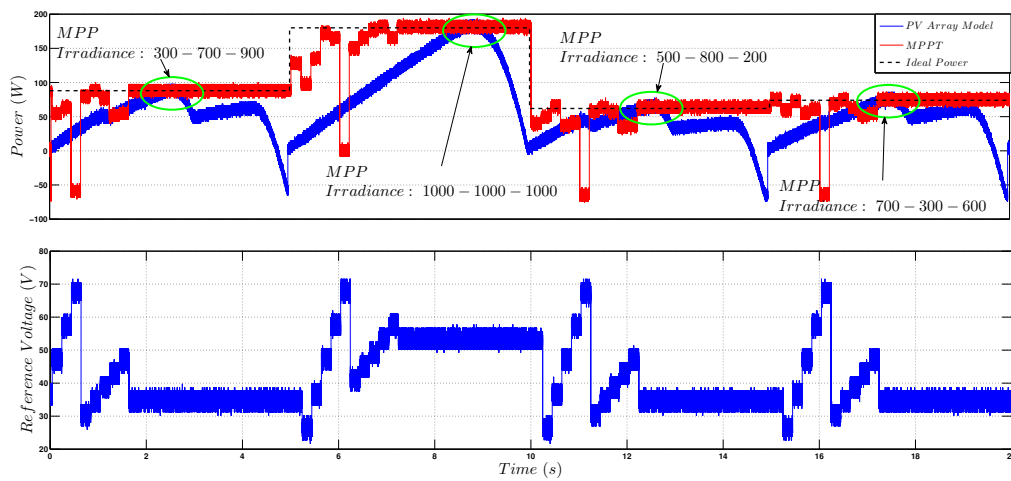 200
150
100
50
0
−50
−100
Power (W)
MPP
Irradiance : 300 − 700 − 900
MPP
Irradiance : 1000 − 1000 − 1000
MPP
Irradiance : 500 − 800 − 200
MPP
Irradiance : 700 − 300 − 600
PV Array Model
MPPT
Ideal Power
80
70
60
50
40
30
20
Reference Voltage (V)
0 2 4 6 8 10 12 14 16 18 20
Time (s)